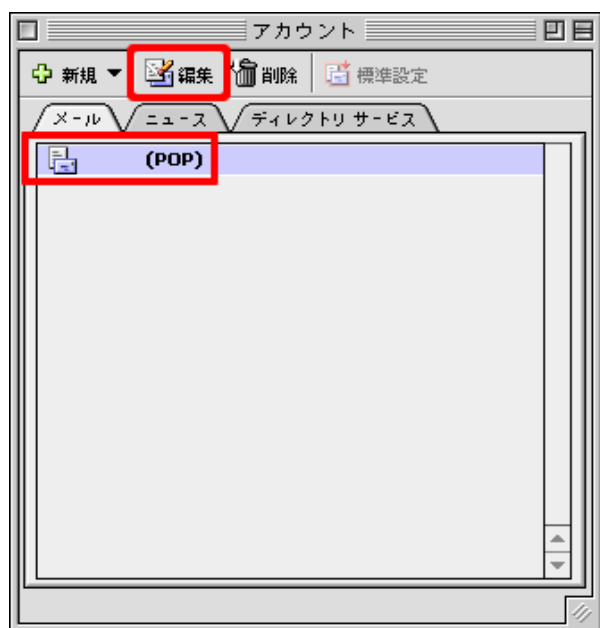 アカウント
新規 編集 削除 標準設定
メール ニュース ディレクトリ サービス
(POP)